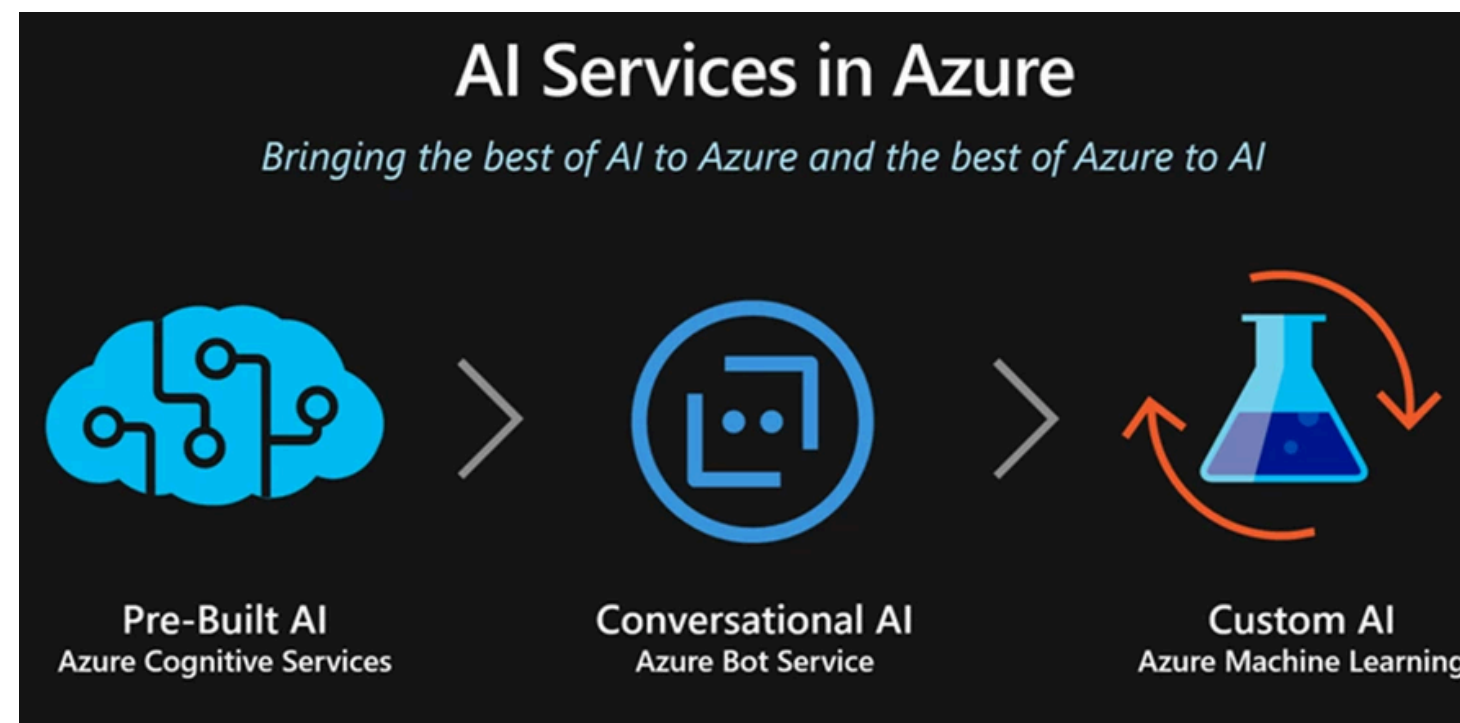 AI Services in Azure
Bringing the best of AI to Azure and the best of Azure to AI
Pre-Built AI
Azure Cognitive Services
Conversational AI
Azure Bot Service
Custom AI
Azure Machine Learning